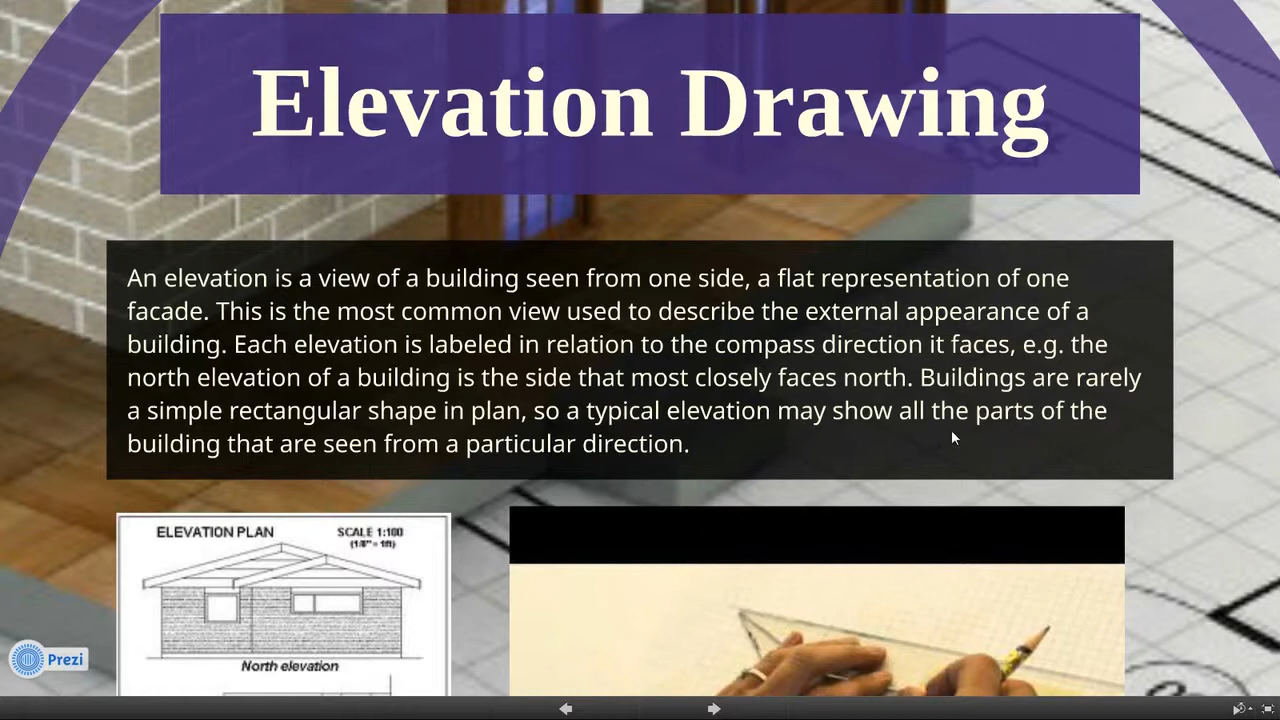 Elevation Drawing
An elevation is a view of a building seen from one side, a flat representation of one
facade. This is the most common view used to describe the external appearance of a
building. Each elevation is labeled in relation to the compass direction it faces, e.g. the
north elevation of a building is the side that most closely faces north. Buildings are rarely
a simple rectangular shape in plan, so a typical elevation may show all the parts of the
building that are seen from a particular direction.
ELEVATION PLAN SCALE 1:100
(1/8" = 1ft)
North elevation
Prezi